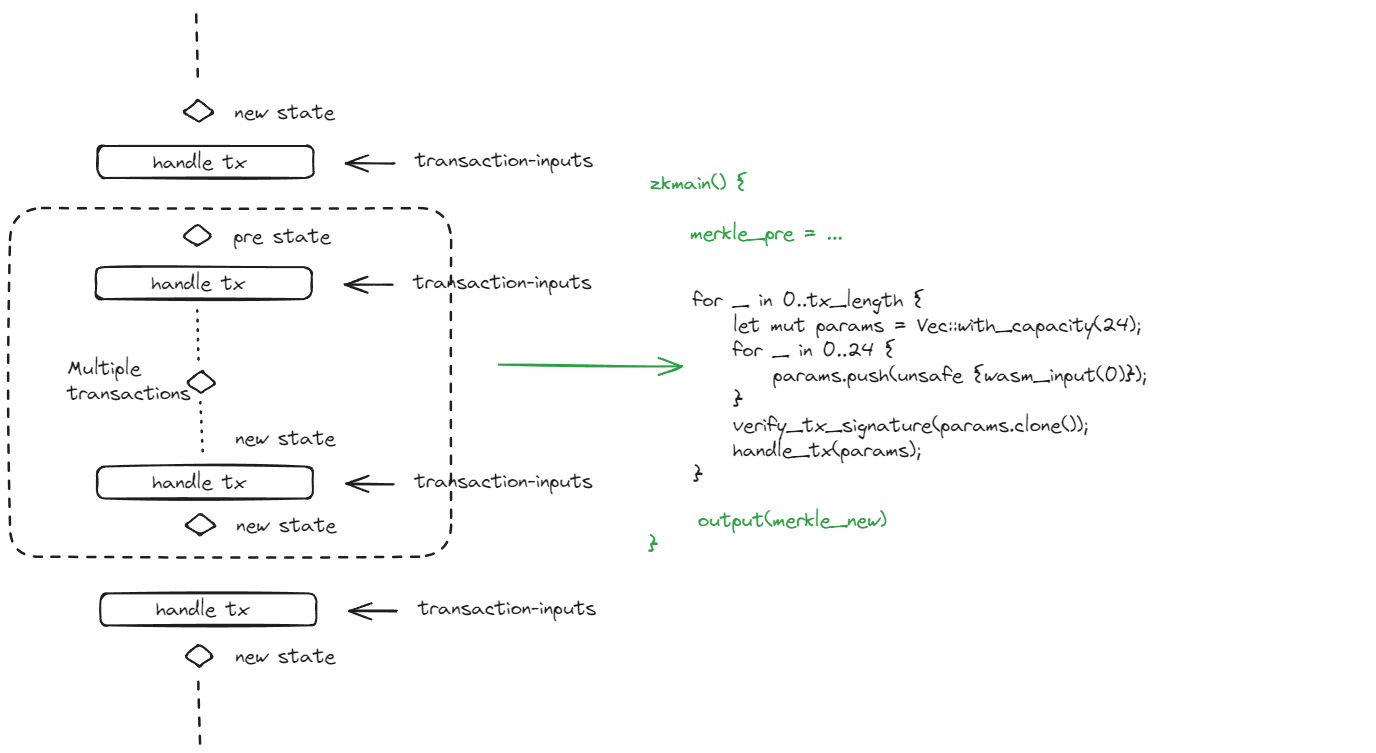 new state
handle tx
transaction-inputs
pre state
handle tx
transaction-inputs
Multiple
transactions
new state
handle tx
transaction-inputs
new state
handle tx
transaction-inputs
new state
zkmain() {
merkle_pre = ...
for _ in 0..tx_length {
let mut params = Vec::with_capacity(24);
for _ in 0..24 {
params.push(unsafe {wasm_input(0)});
}
verify_tx_signature(params.clone());
handle_tx(params);
}
output(merkle_new)
}